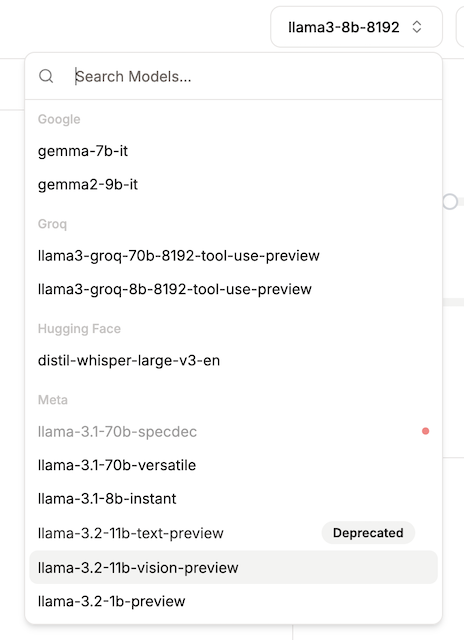 llama3-8b-8192
Search Models...
Google
gemma-7b-it
gemma2-9b-it
Groq
llama3-groq-70b-8192-tool-use-preview
llama3-groq-8b-8192-tool-use-preview
Hugging Face
distil-whisper-large-v3-en
Meta
llama-3.1-70b-specdec
llama-3.1-70b-versatile
llama-3.1-8b-instant
llama-3.2-11b-text-preview Deprecated
llama-3.2-11b-vision-preview
llama-3.2-1b-preview